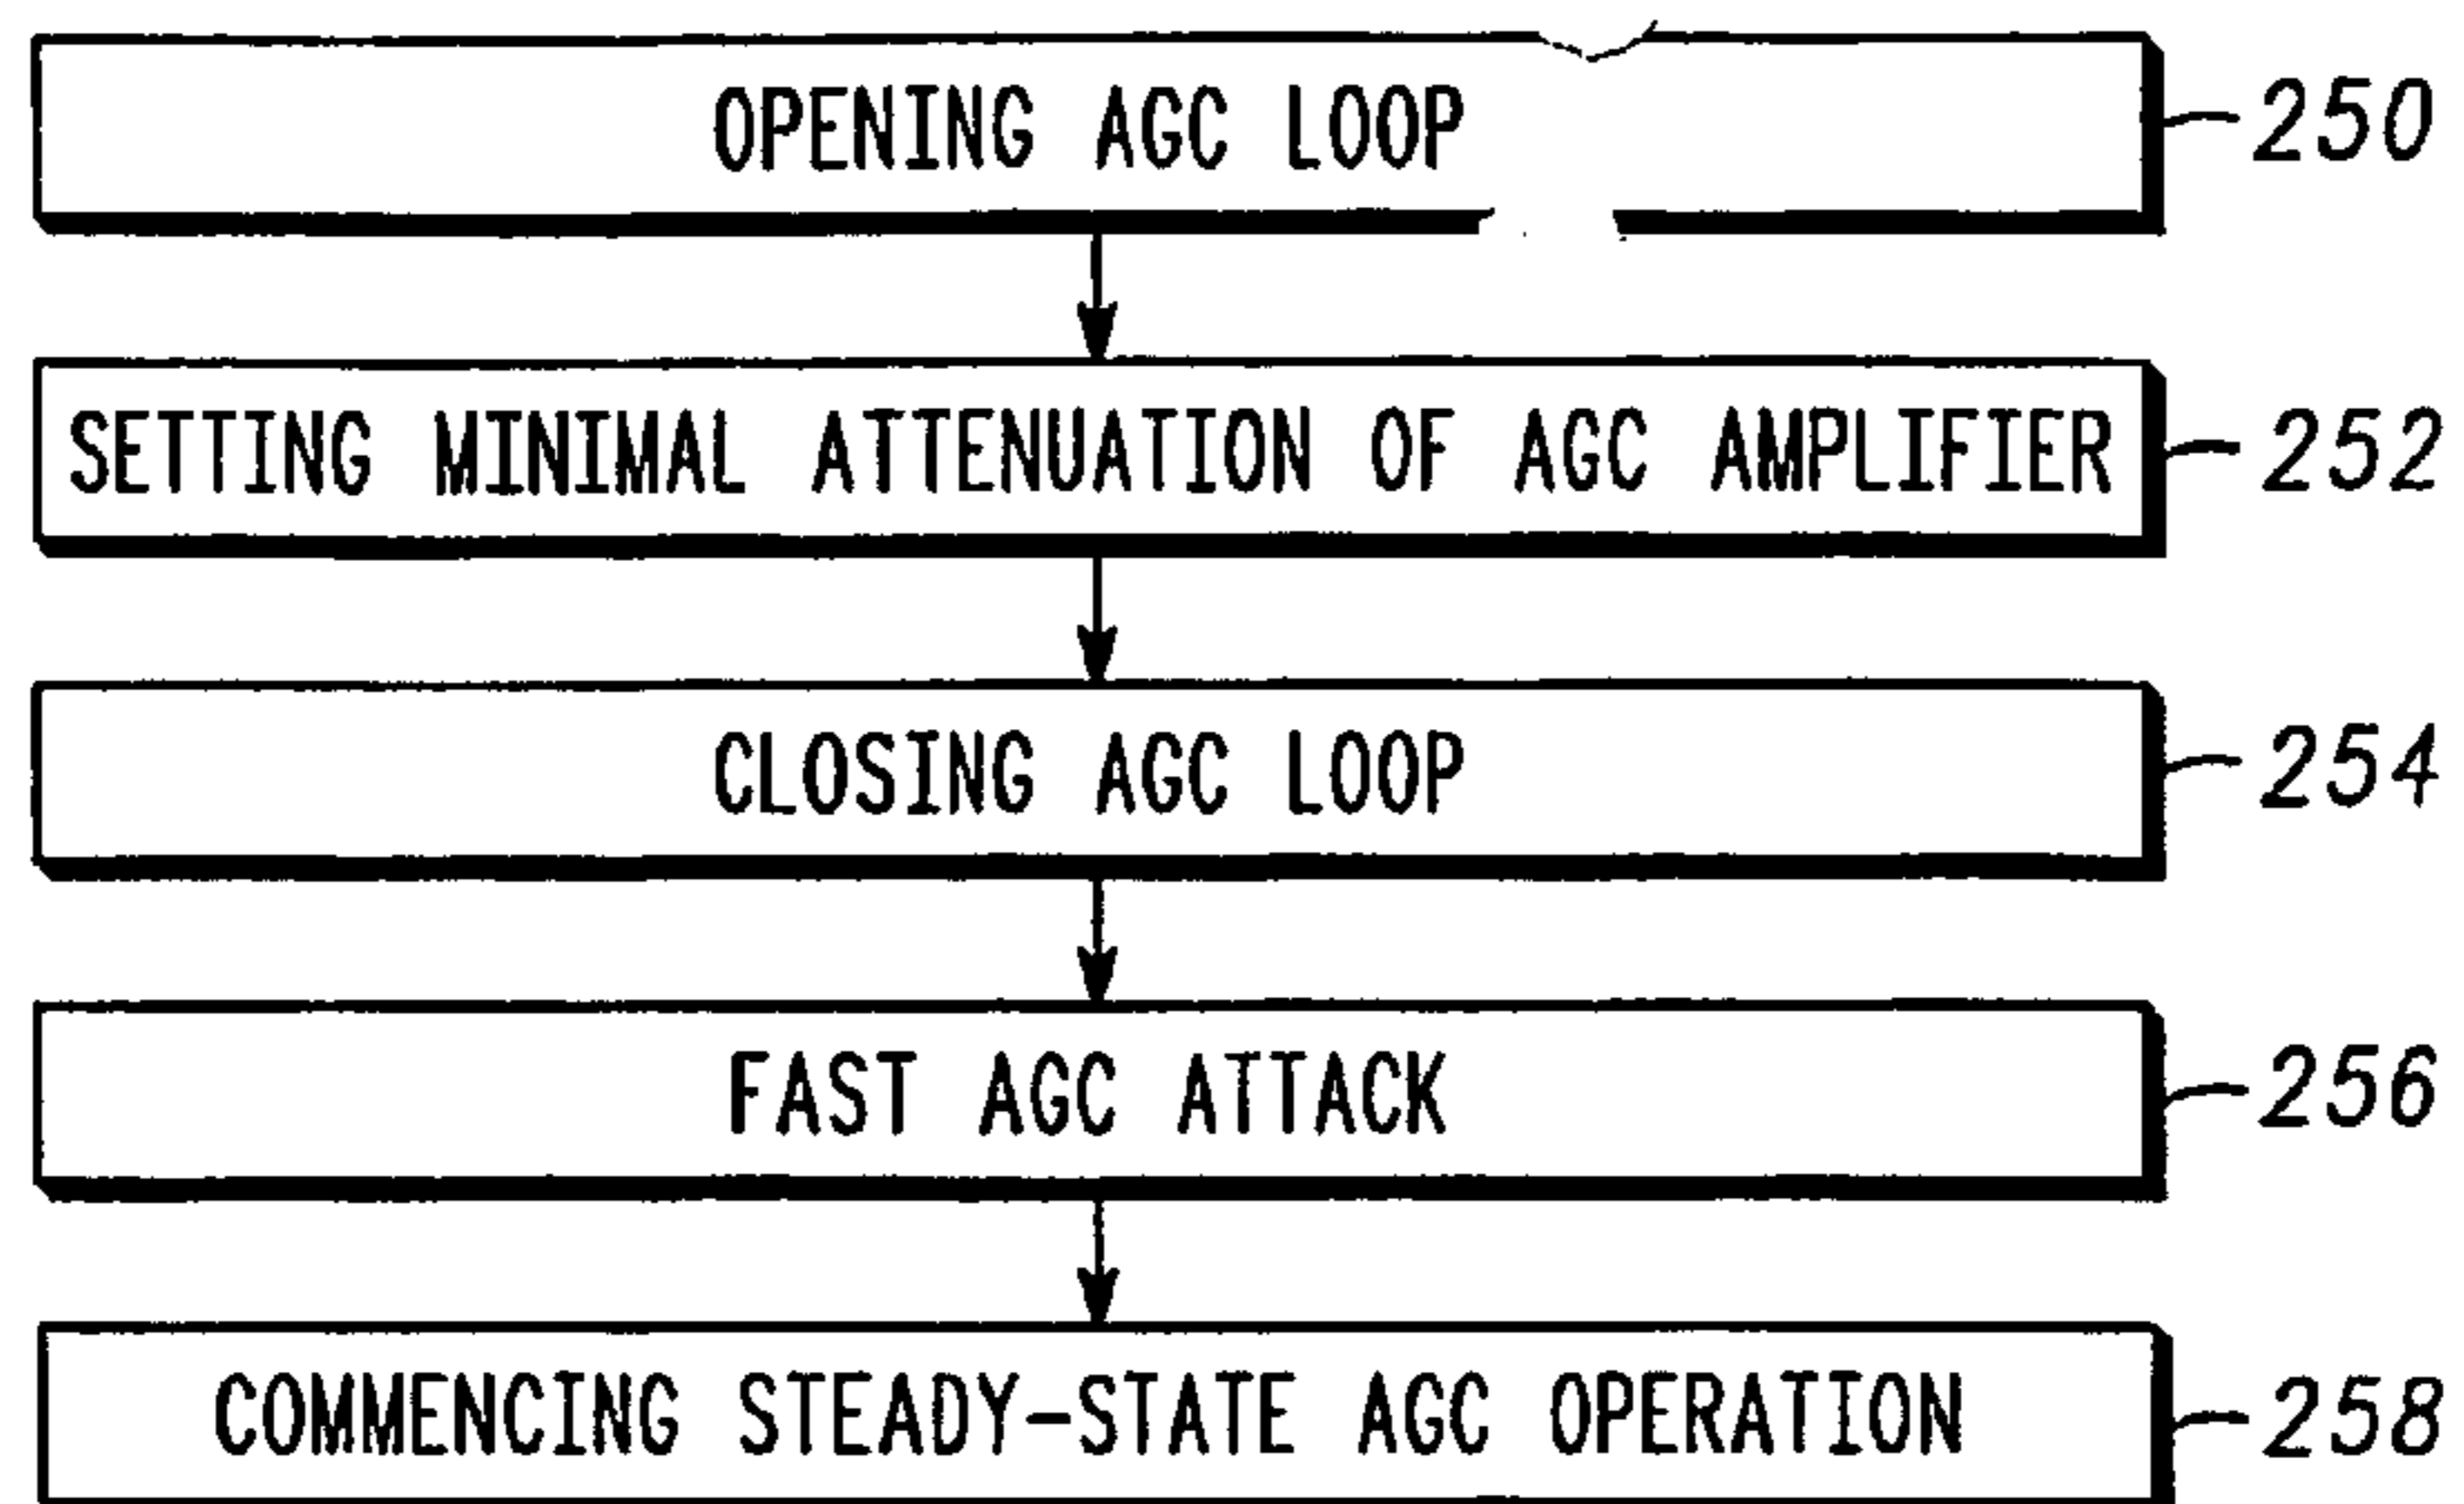 OPENING AGC LOOP 250
SETTING MINIMAL ATTENUATION OF AGC AMPLIFIER 252
CLOSING AGC LOOP 254
FAST AGC ATTACK 256
COMMENCING STEADY-STATE AGC OPERATION 258